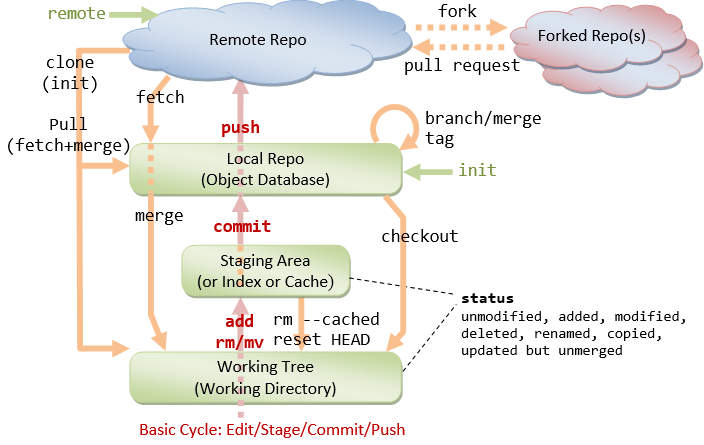 remote
Remote Repo
fork
Forked Repo(s)
pull request
clone
(init)
fetch
Pull
(fetch+merge)
push
branch/merge
tag
Local Repo
(Object Database)
init
merge
commit
checkout
Staging Area
(or Index or Cache)
status
unmodified, added, modified,
deleted, renamed, copied,
updated but unmerged
add
rm/mv
rm --cached
reset HEAD
Working Tree
(Working Directory)
Basic Cycle: Edit/Stage/Commit/Push